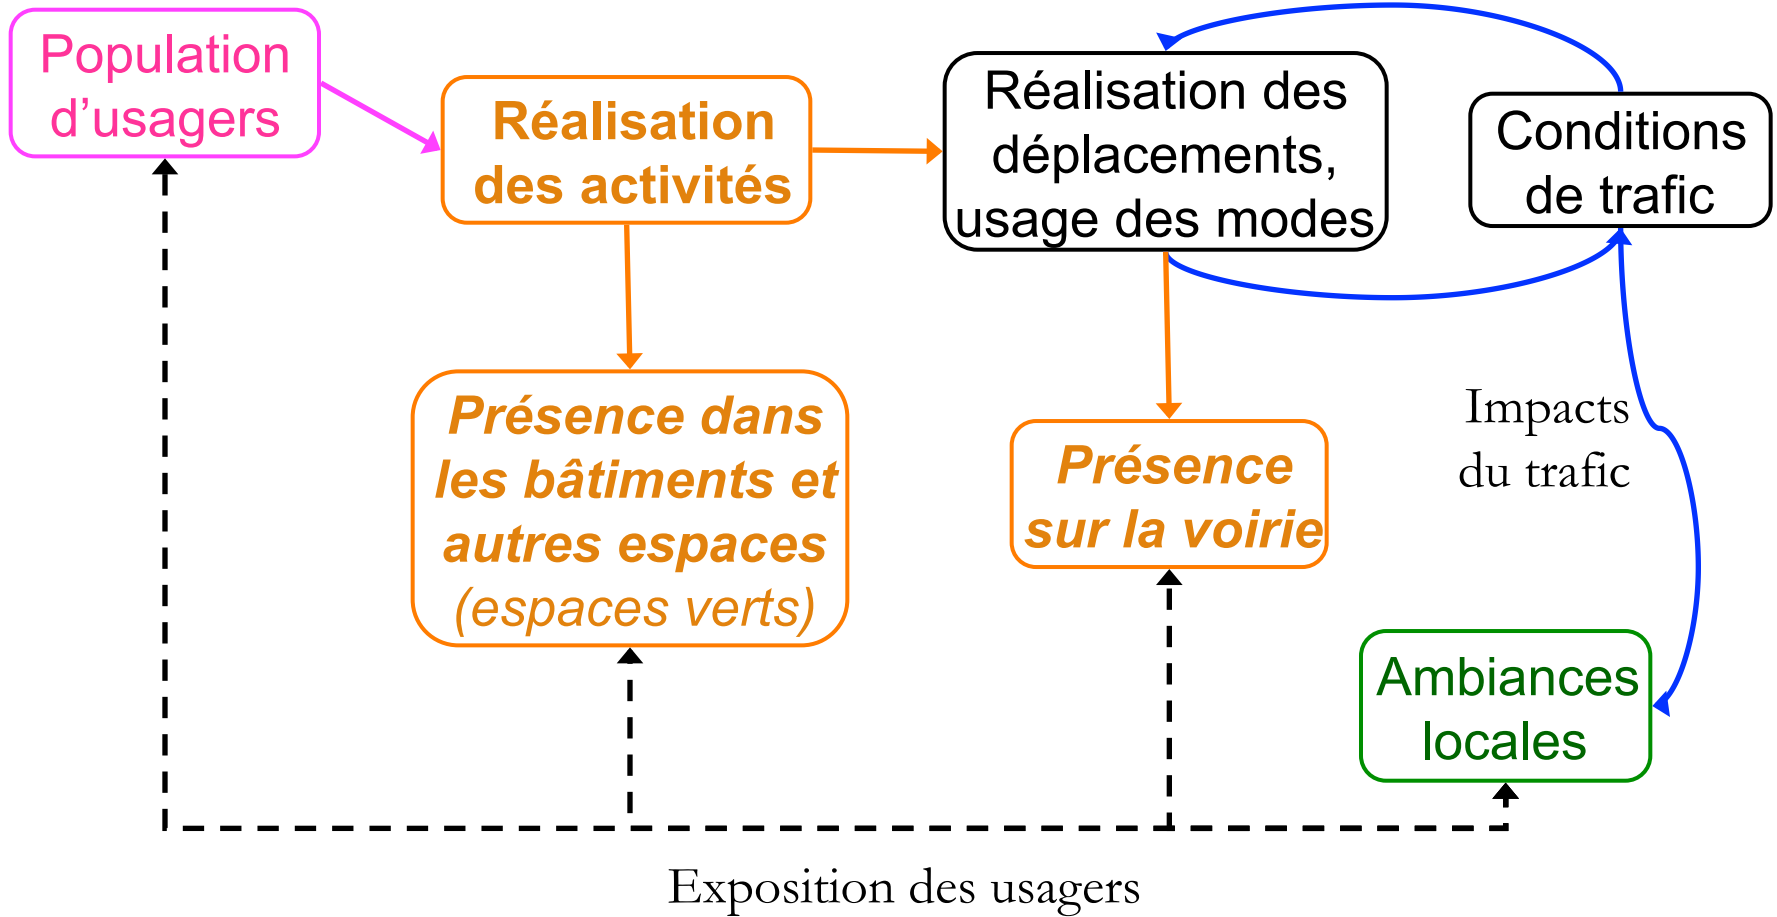 Population
d’usagers
Réalisation
des activités
Réalisation des
déplacements,
usage des modes
Conditions
de trafic
Présence dans
les bâtiments et
autres espaces
(espaces verts)
Présence
sur la voirie
Impacts
du trafic
Ambiances
locales
Exposition des usagers